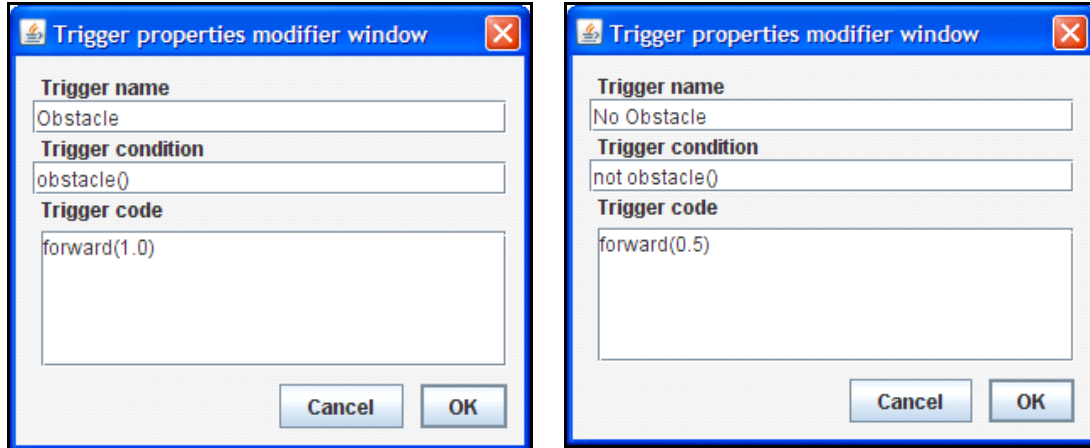 Trigger properties modifier window
Trigger name
Obstacle
Trigger condition
obstacle()
Trigger code
forward(1.0)
Cancel
OK
Trigger properties modifier window
Trigger name
No Obstacle
Trigger condition
not obstacle()
Trigger code
forward(0.5)
Cancel
OK